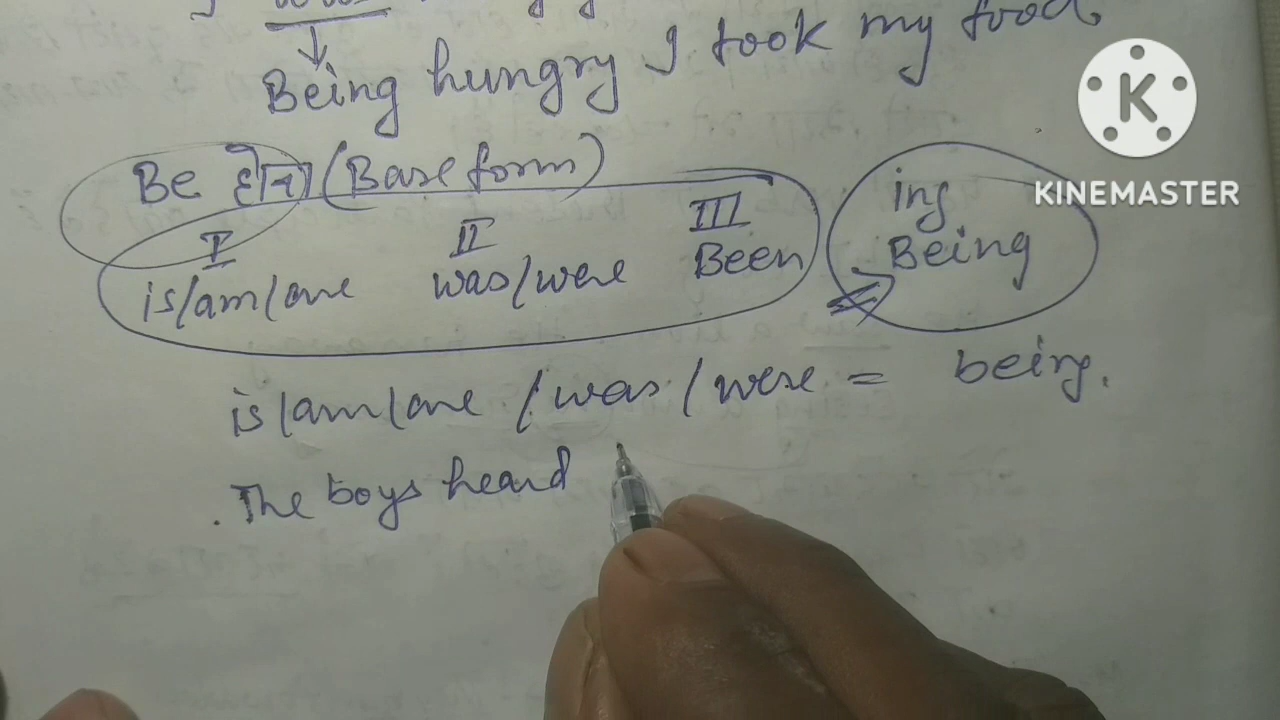 I
Being hungry I took my food.
Be होना (Base form)
I II III ing
is/am/are was/were Been Being
is/am/are /was/were = being.
. The boys heard
K
KINEMASTER